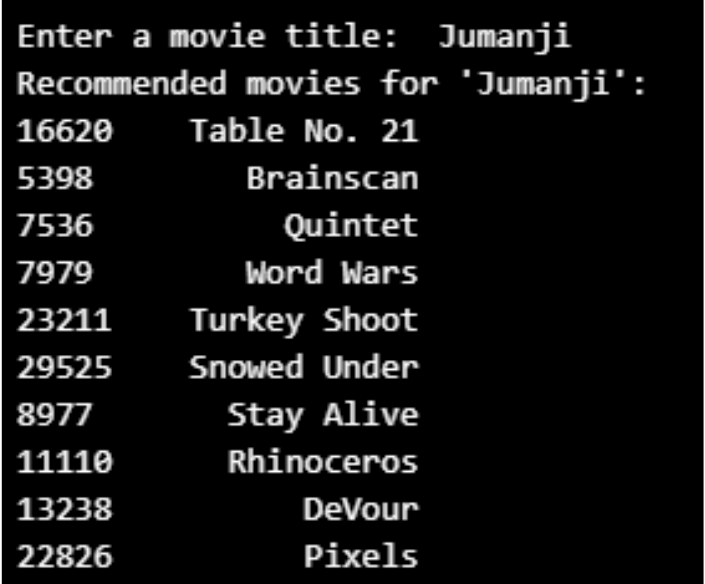 Enter a movie title:  Jumanji
Recommended movies for 'Jumanji':
16620    Table No. 21
5398        Brainscan
7536          Quintet
7979        Word Wars
23211    Turkey Shoot
29525    Snowed Under
8977       Stay Alive
11110      Rhinoceros
13238          DeVour
22826          Pixels